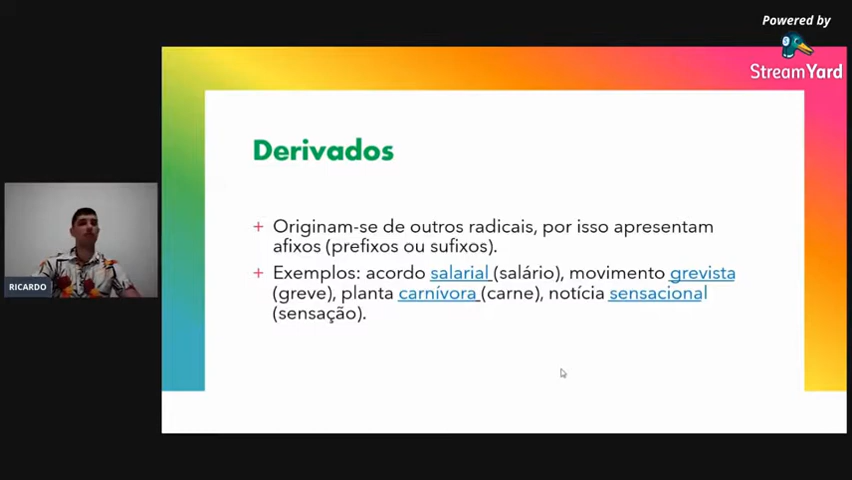 Powered by
StreamYard
Derivados
+ Originam-se de outros radicais, por isso apresentam
afixos (prefixos ou sufixos).
+ Exemplos: acordo salarial (salário), movimento grevista
(greve), planta carnívora (carne), notícia sensacional
(sensação).
RICARDO